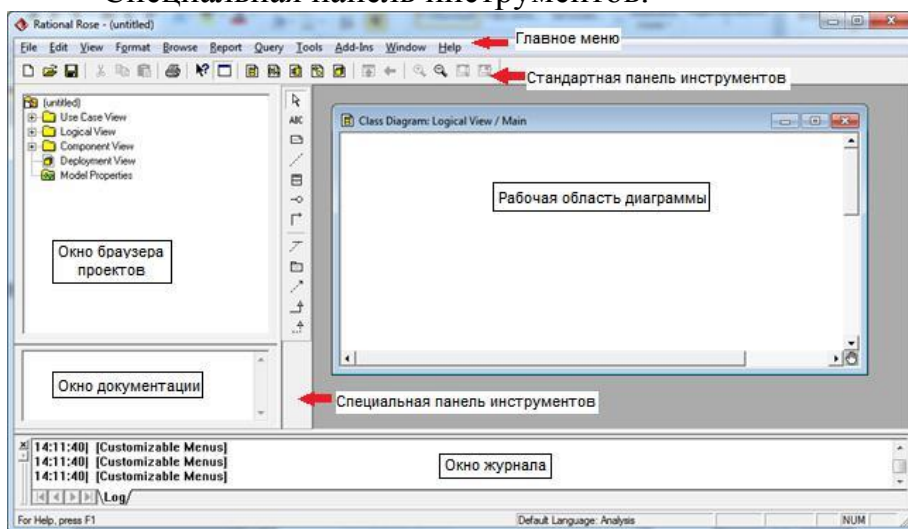 Специальная панель инструментов.
Rational Rose - (untitled)
File Edit View Format Browse Report Query Tools Add-Ins Window Help
Главное меню
Стандартная панель инструментов
(untitled)
Use Case View
Logical View
Component View
Deployment View
Model Properties
ABC
Class Diagram: Logical View / Main
Рабочая область диаграммы
Окно браузера
проектов
Окно документации
Специальная панель инструментов
14:11:40| [Customizable Menus]
14:11:40| [Customizable Menus]
14:11:40| [Customizable Menus]
Окно журнала
Log
For Help, press F1
Default Language: Analysis
NUM